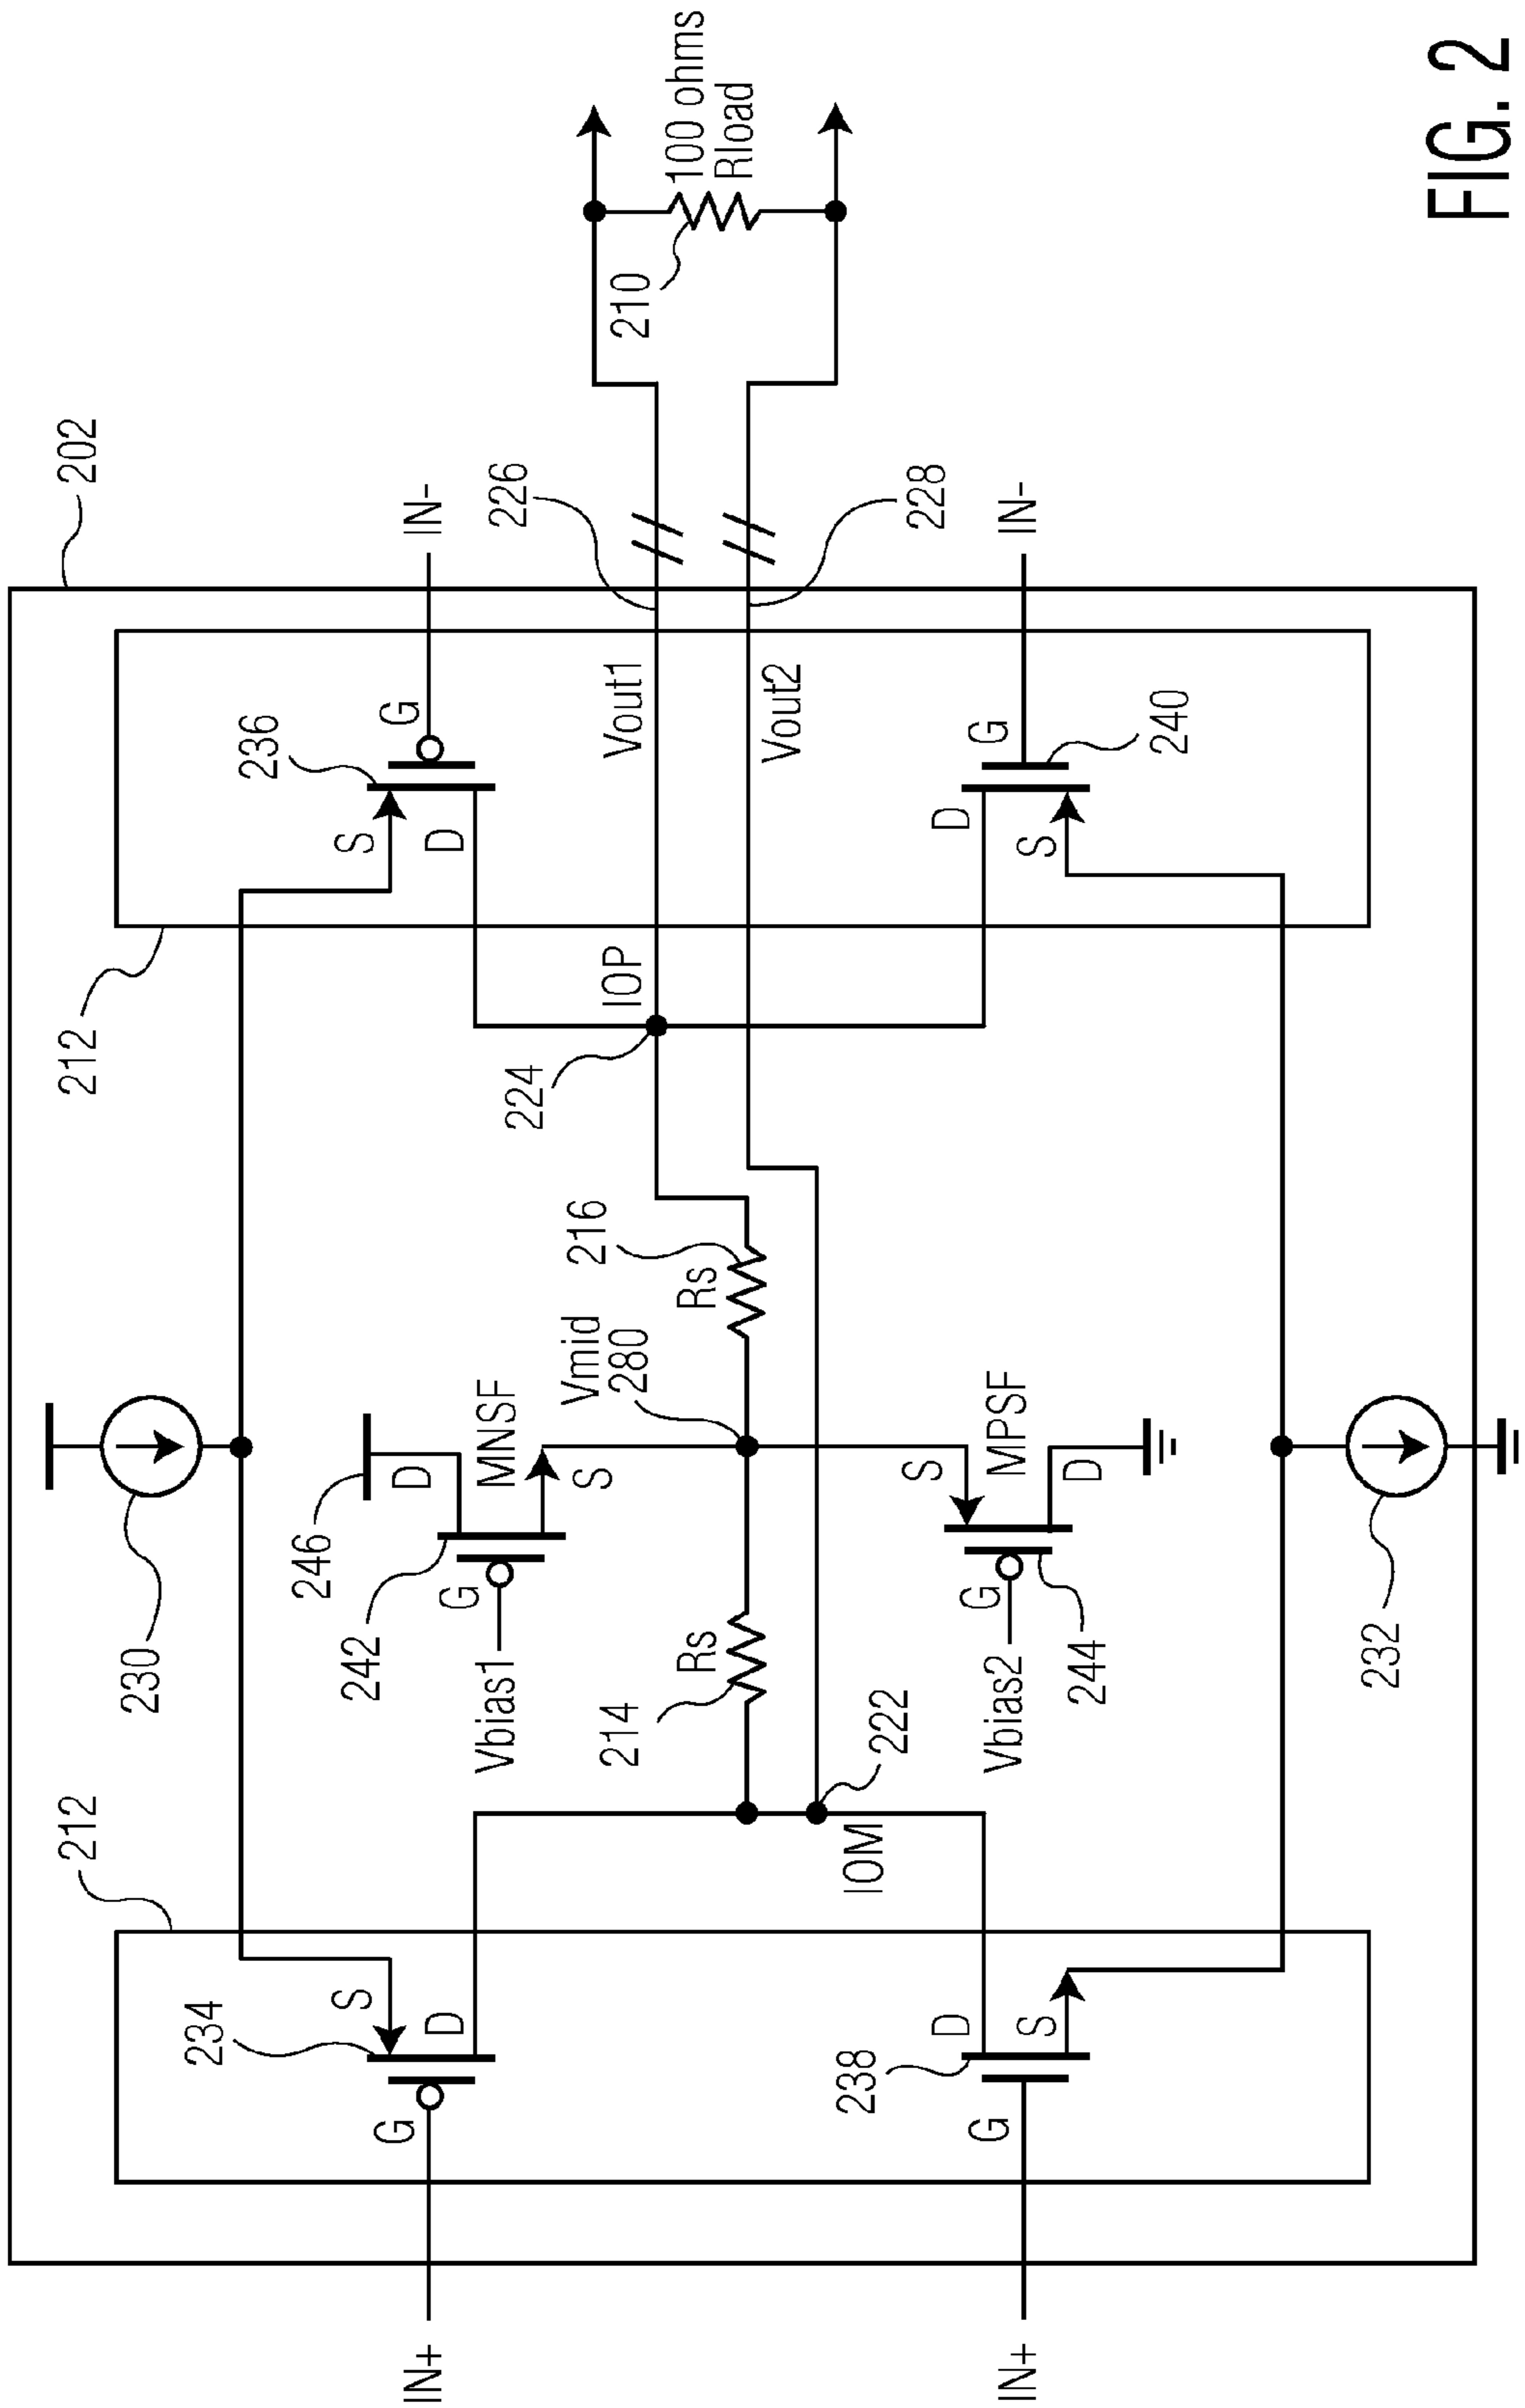 202
212
212
230
234
S
D
G
IN+
246
D
242
G
MNSF
S
Vbias1
236
S
D
G
IN-
Vmid
280
214
Rs
216
Rs
224
IOP
226
Vout1
Vout2
228
210
100 ohms
Rload
IOM
222
238
D
S
G
IN+
Vbias2
G
244
S
MPSF
D
D
S
G
240
IN-
232
FIG. 2